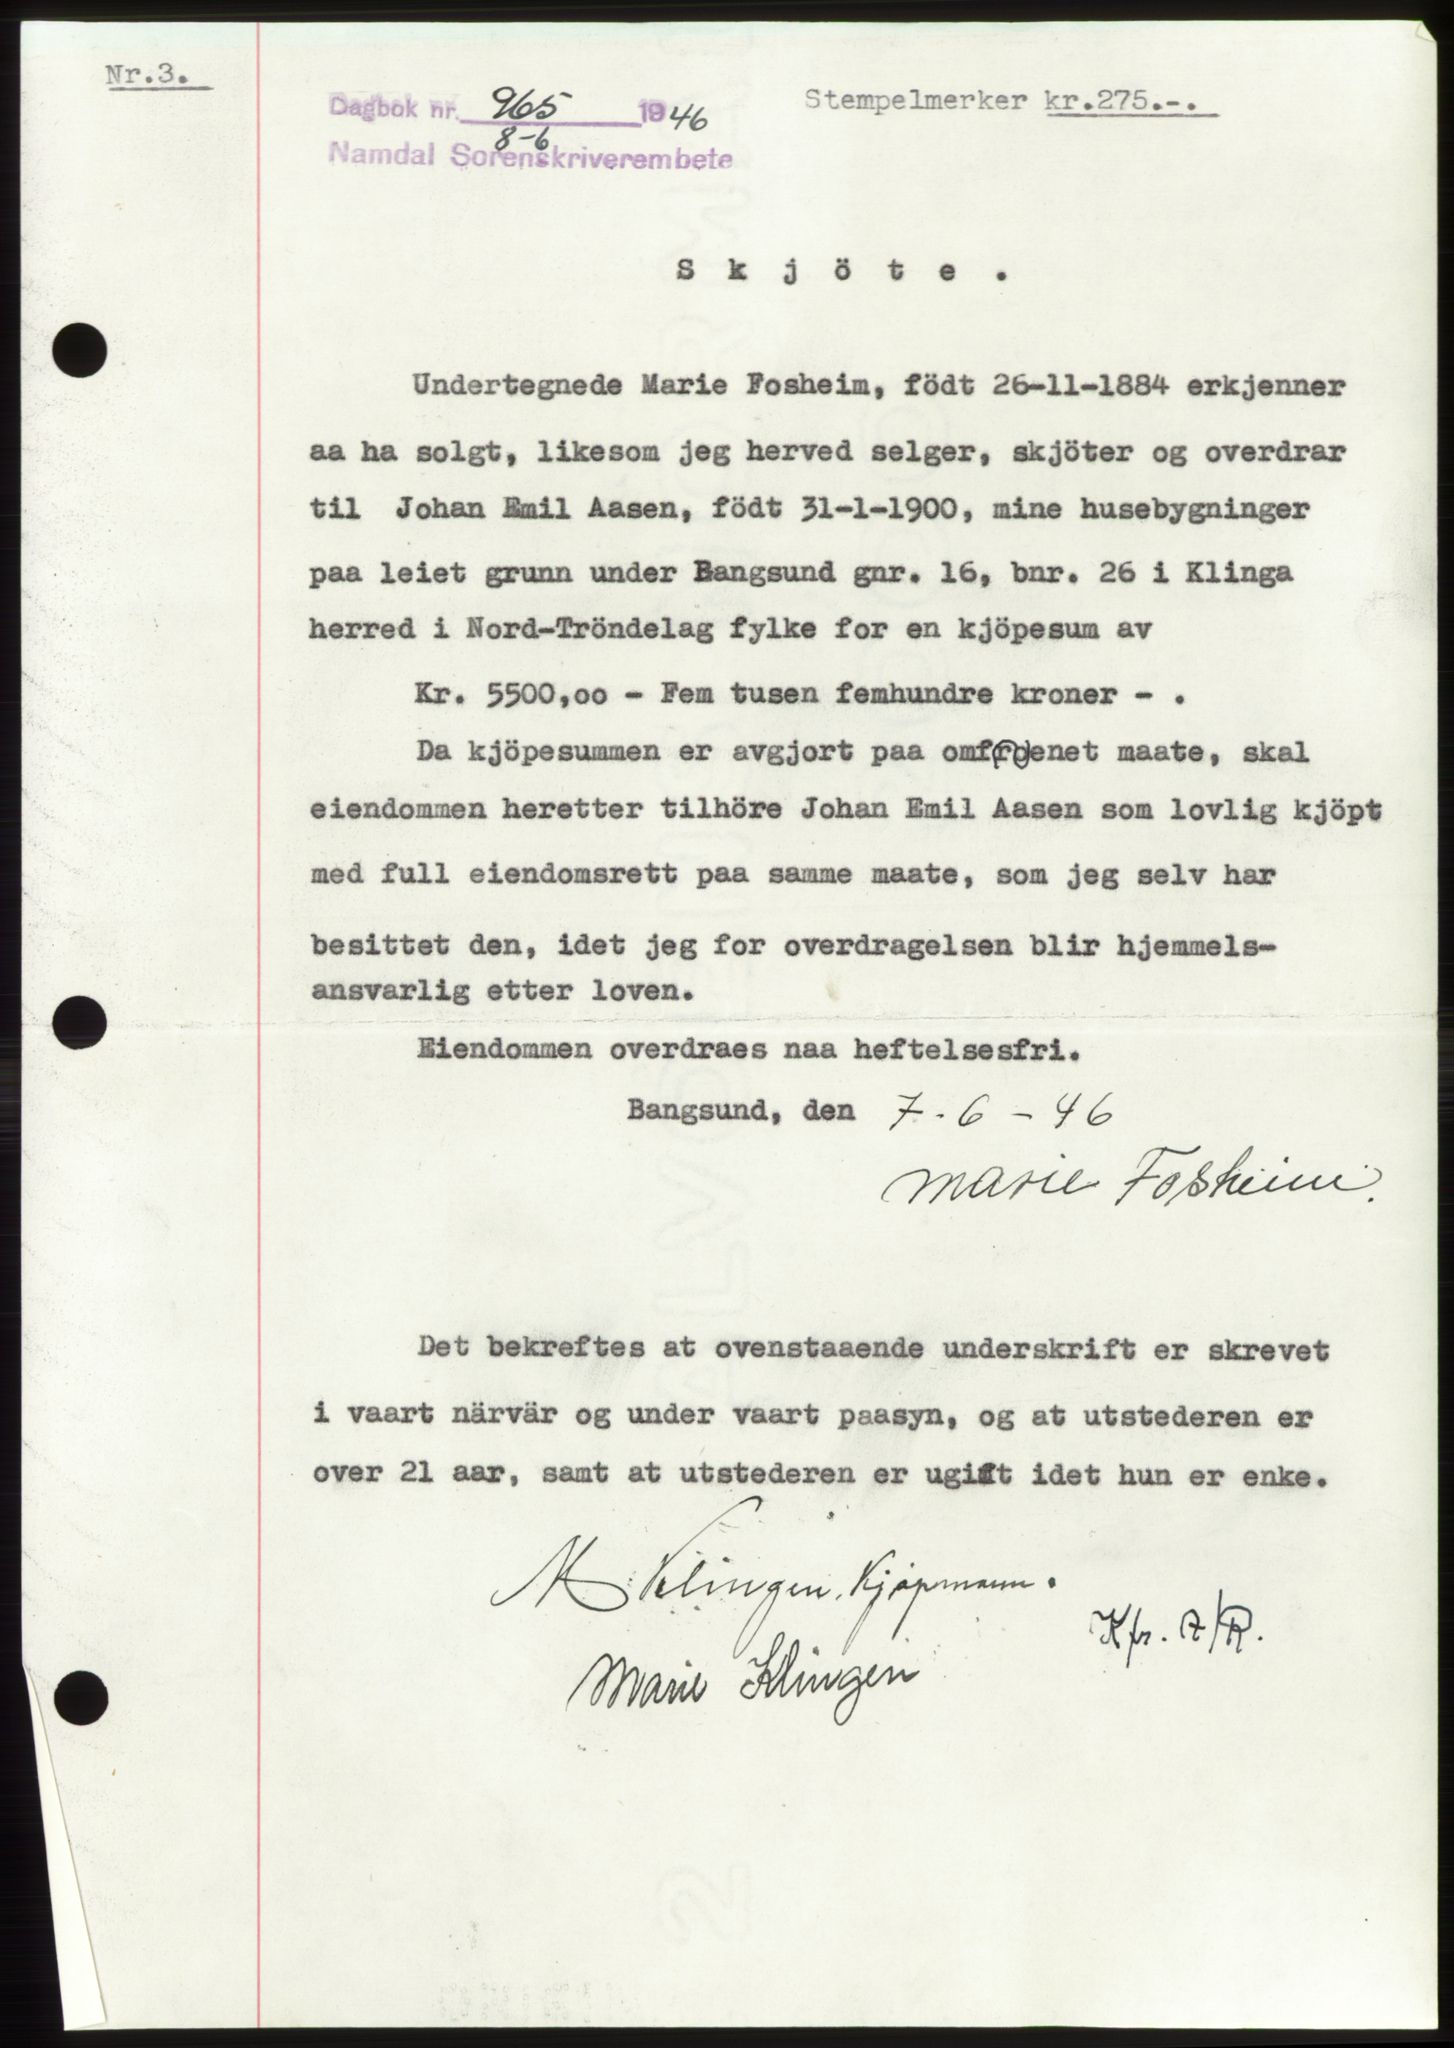 Nr.3.
Dagbok nr. 965 1946
8-6
Namdal Sorenskriverembete
Stempelmerker kr.275.-.
S k j ö t e .
Undertegnede Marie Fosheim, födt 26-11-1884 erkjenner
aa ha solgt, likesom jeg herved selger, skjöter og overdrar
til Johan Emil Aasen, födt 31-1-1900, mine husebygninger
paa leiet grunn under Bangsund gnr. 16, bnr. 26 i Klinga
herred i Nord-Tröndelag fylke for en kjöpesum av
Kr. 5500,oo - Fem tusen femhundre kroner - .
Da kjöpesummen er avgjort paa omfroenet maate, skal
eiendommen heretter tilhöre Johan Emil Aasen som lovlig kjöpt
med full eiendomsrett paa samme maate, som jeg selv har
besittet den, idet jeg for overdragelsen blir hjemmels-
ansvarlig etter loven.
Eiendommen overdraes naa heftelsesfri.
Bangsund, den 7-6-46
Marie Fosheim.
Det bekreftes at ovenstaaende underskrift er skrevet
i vaart närvär og under vaart paasyn, og at utstederen er
over 21 aar, samt at utstederen er ugift idet hun er enke.
M Klingen, Kjøpmann.
Kfr. /R.
Marie Klingen